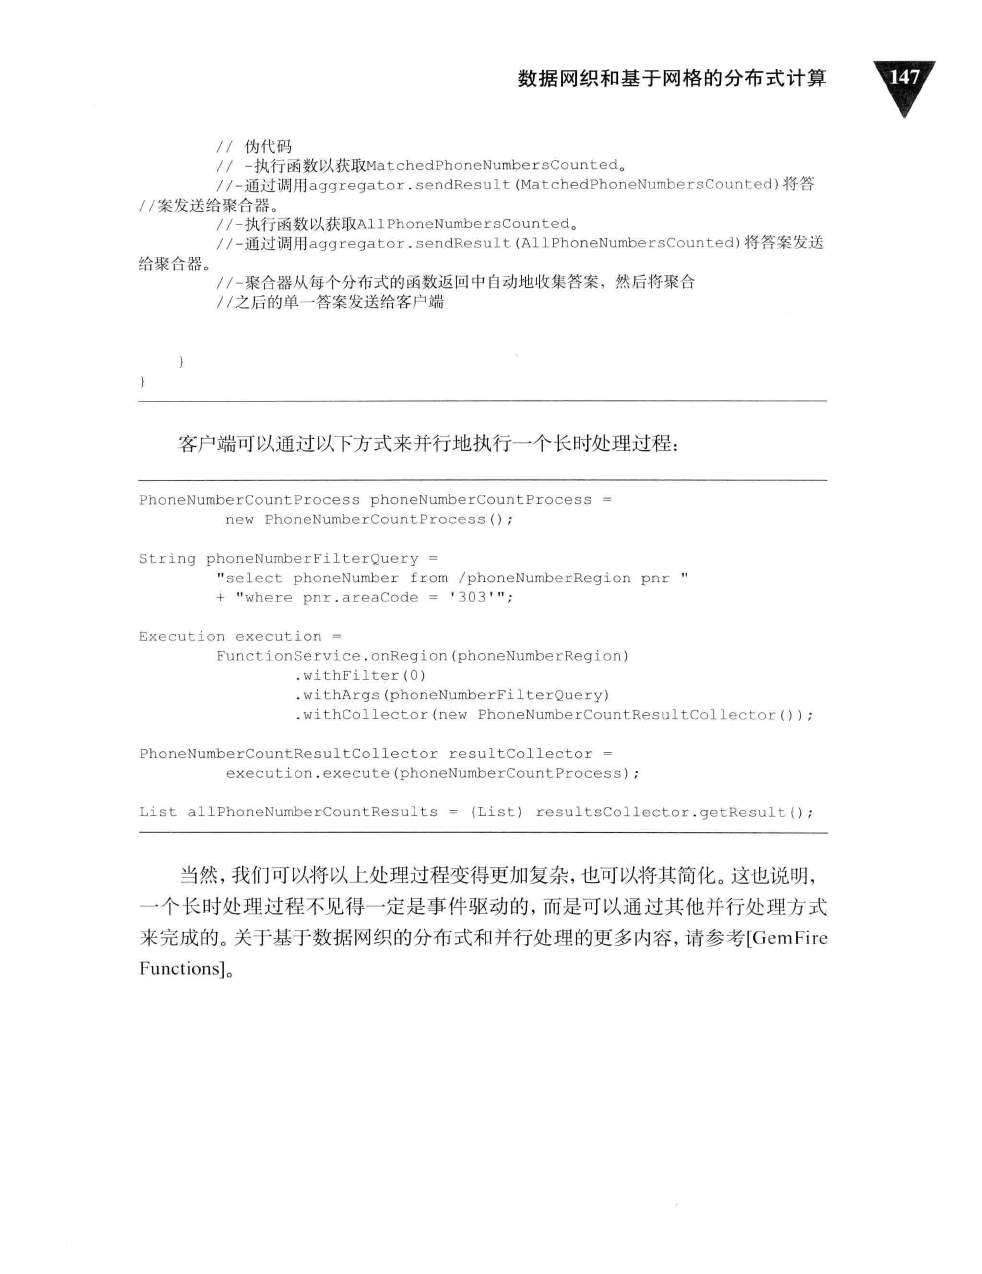 数据网织和基于网格的分布式计算
147
// 伪代码
// -执行函数以获取MatchedPhoneNumbersCounted。
//-通过调用aggregator.sendResult(MatchedPhoneNumbersCounted)将答
//案发送给聚合器。
//-执行函数以获取AllPhoneNumbersCounted。
//-通过调用aggregator.sendResult(AllPhoneNumbersCounted)将答案发送
给聚合器。
//-聚合器从每个分布式的函数返回中自动地收集答案，然后将聚合
//之后的单一答案发送给客户端
}
}
客户端可以通过以下方式来并行地执行一个长时处理过程：
PhoneNumberCountProcess phoneNumberCountProcess =
new PhoneNumberCountProcess();
String phoneNumberFilterQuery =
"select phoneNumber from /phoneNumberRegion pnr "
+ "where pnr.areaCode = '303'";
Execution execution =
FunctionService.onRegion(phoneNumberRegion)
.withFilter(0)
.withArgs(phoneNumberFilterQuery)
.withCollector(new PhoneNumberCountResultCollector());
PhoneNumberCountResultCollector resultCollector =
execution.execute(phoneNumberCountProcess);
List allPhoneNumberCountResults = (List) resultsCollector.getResult();
当然，我们可以将以上处理过程变得更加复杂，也可以将其简化。这也说明，
一个长时处理过程不见得一定是事件驱动的，而是可以通过其他并行处理方式
来完成的。关于基于数据网织的分布式和并行处理的更多内容，请参考[GemFire
Functions]。